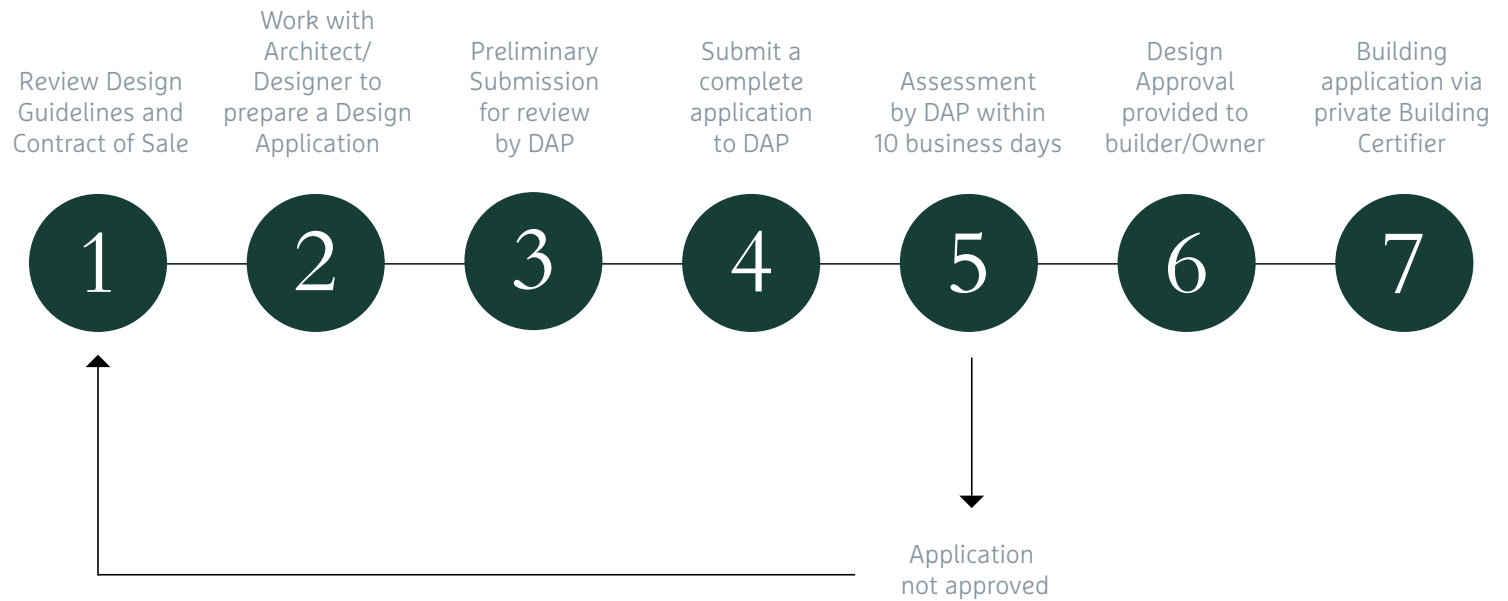 Review Design
Guidelines and
Contract of Sale
Work with
Architect/
Designer to
prepare a Design
Application
Preliminary
Submission
for review
by DAP
Submit a
complete
application
to DAP
Assessment
by DAP within
10 business days
Design
Approval
provided to
builder/Owner
Building
application via
private Building
Certifier
1
2
3
4
5
6
7
Application
not approved